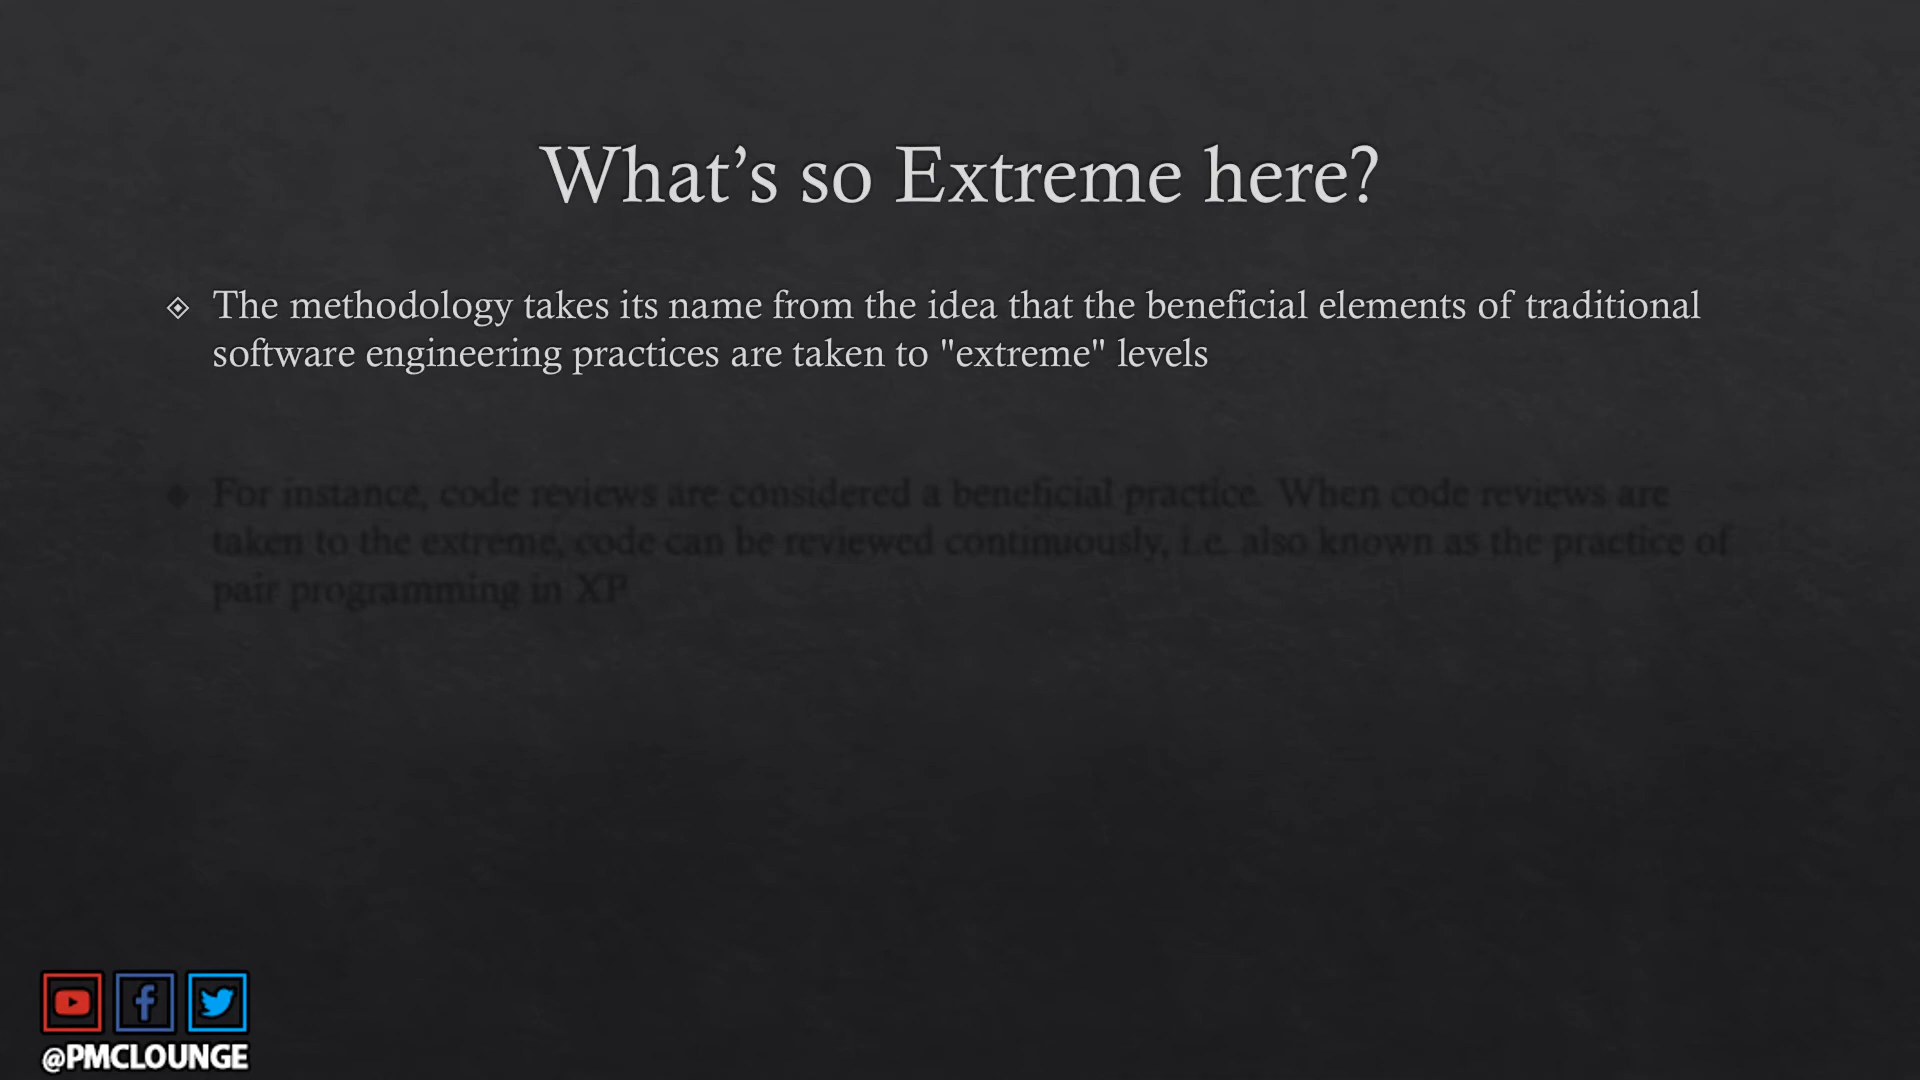 What’s so Extreme here?
The methodology takes its name from the idea that the beneficial elements of traditional
software engineering practices are taken to "extreme" levels
For instance, code reviews are considered a beneficial practice. When code reviews are
taken to the extreme, code can be reviewed continuously, i.e. also known as the practice of
pair programming in XP
@PMCLOUNGE